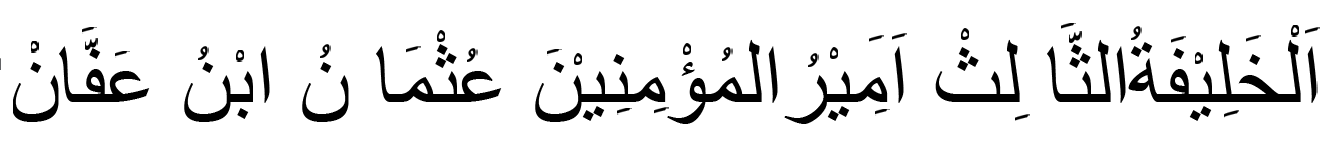 اَلْخَلِيْفَةُ الثَّا لِثْ اَمَِيْرُ المُؤْمِنِيْنَ عُثْمَا نُ ابْنُ عَفَّانْ